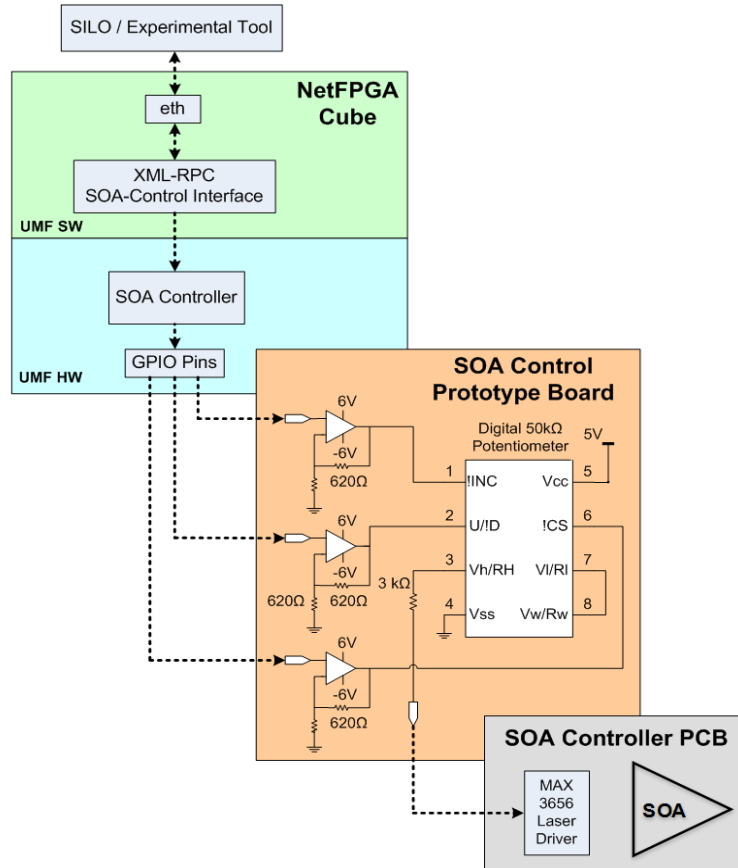 SILO / Experimental Tool
NetFPGA
Cube
eth
XML-RPC
SOA-Control Interface
UMF SW
SOA Controller
GPIO Pins
UMF HW
SOA Control
Prototype Board
6V
-6V
620Ω
Digital 50kΩ
Potentiometer
5V
1
!INC
Vcc
5
2
U/!D
!CS
6
3
Vh/RH
Vl/Rl
7
4
Vss
Vw/Rw
8
6V
-6V
620Ω
620Ω
3 kΩ
6V
-6V
620Ω
SOA Controller PCB
MAX
3656
Laser
Driver
SOA